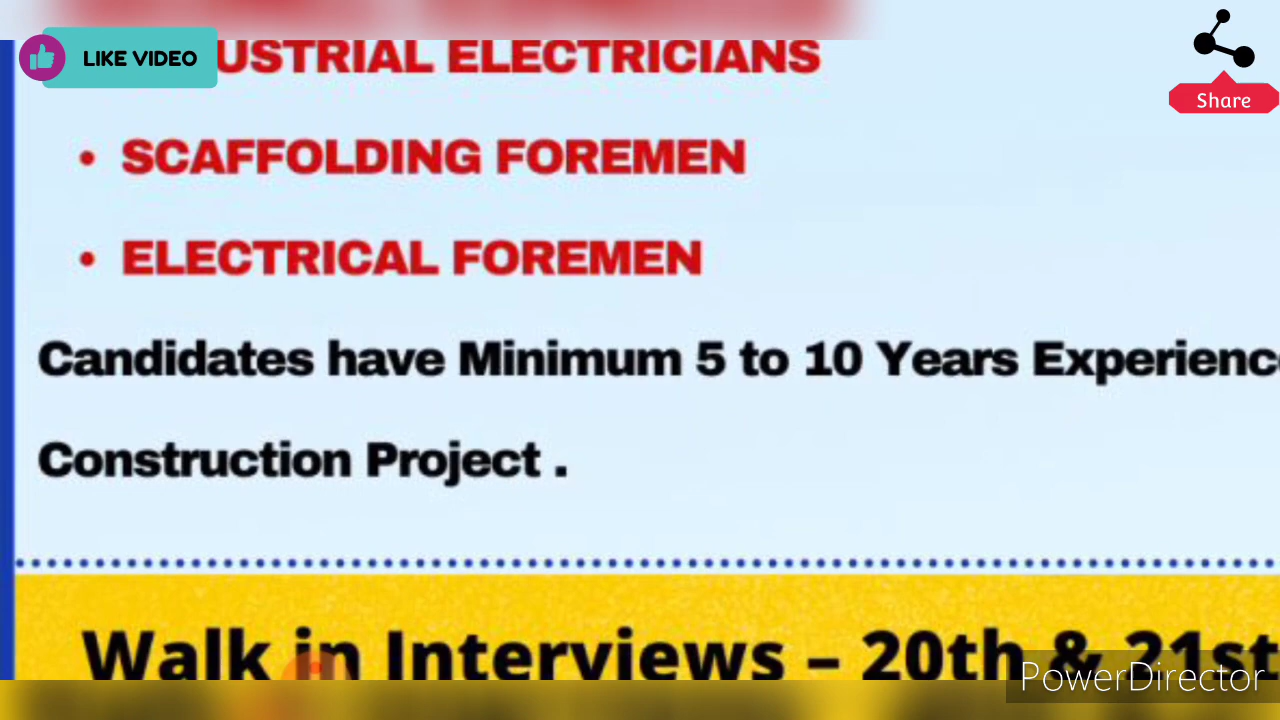 LIKE VIDEO
USTRIAL ELECTRICIANS
Share
• SCAFFOLDING FOREMEN
• ELECTRICAL FOREMEN
Candidates have Minimum 5 to 10 Years Experienc
Construction Project .
Walk in Interviews – 20th & 21st
PowerDirector